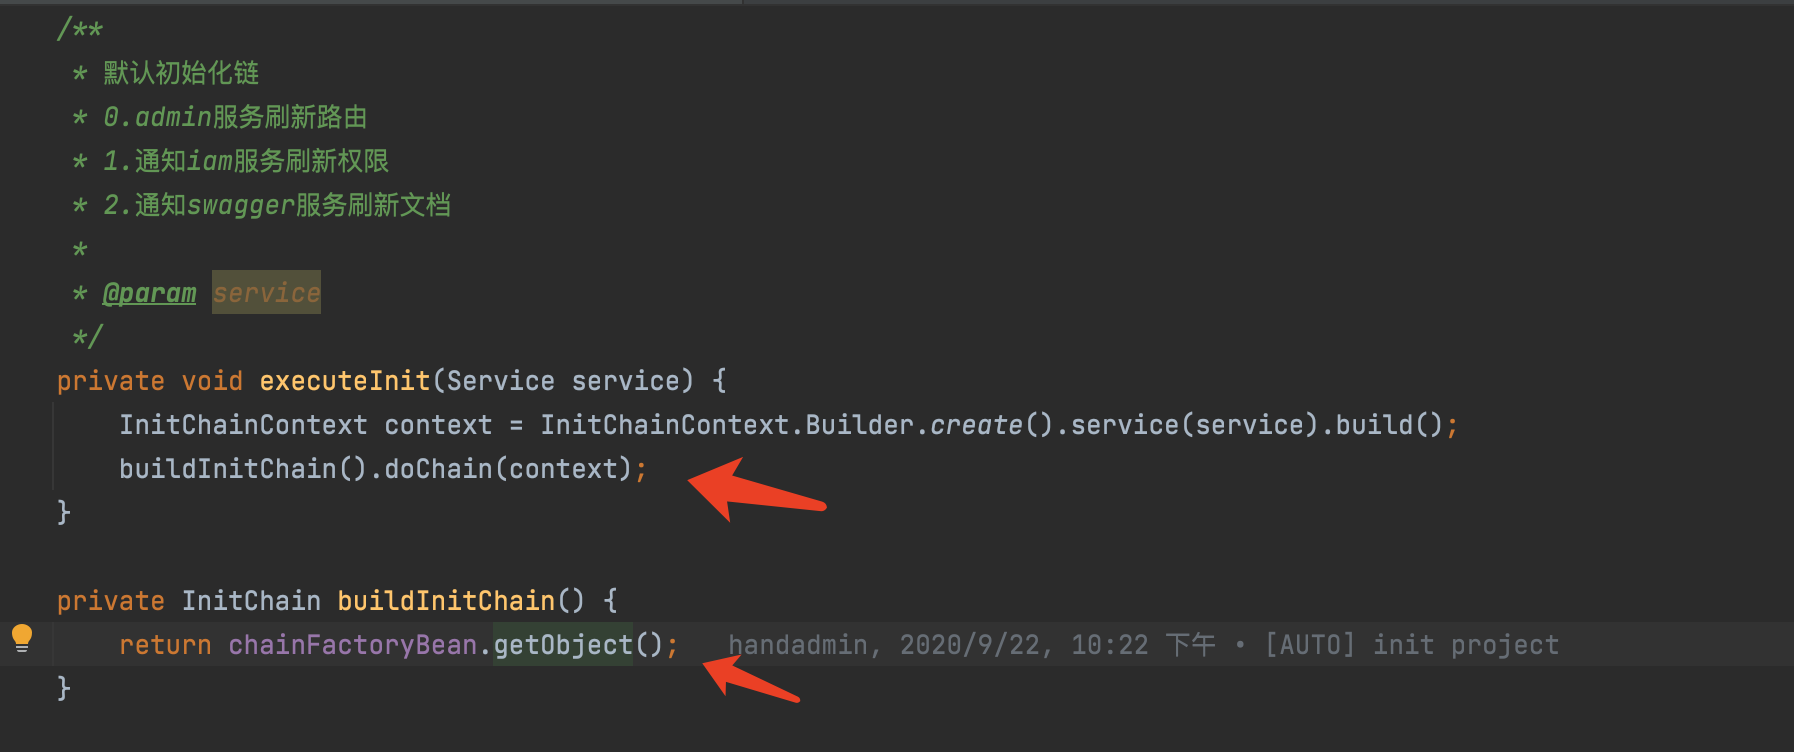 /**
* 默认初始化链
* 0.admin服务刷新路由
* 1.通知iam服务刷新权限
* 2.通知swagger服务刷新文档
*
* @param service
*/
private void executeInit(Service service) {
InitChainContext context = InitChainContext.Builder.create().service(service).build();
buildInitChain().doChain(context);
}
private InitChain buildInitChain() {
return chainFactoryBean.getObject(); handadmin, 2020/9/22, 10:22 下午 • [AUTO] init project
}